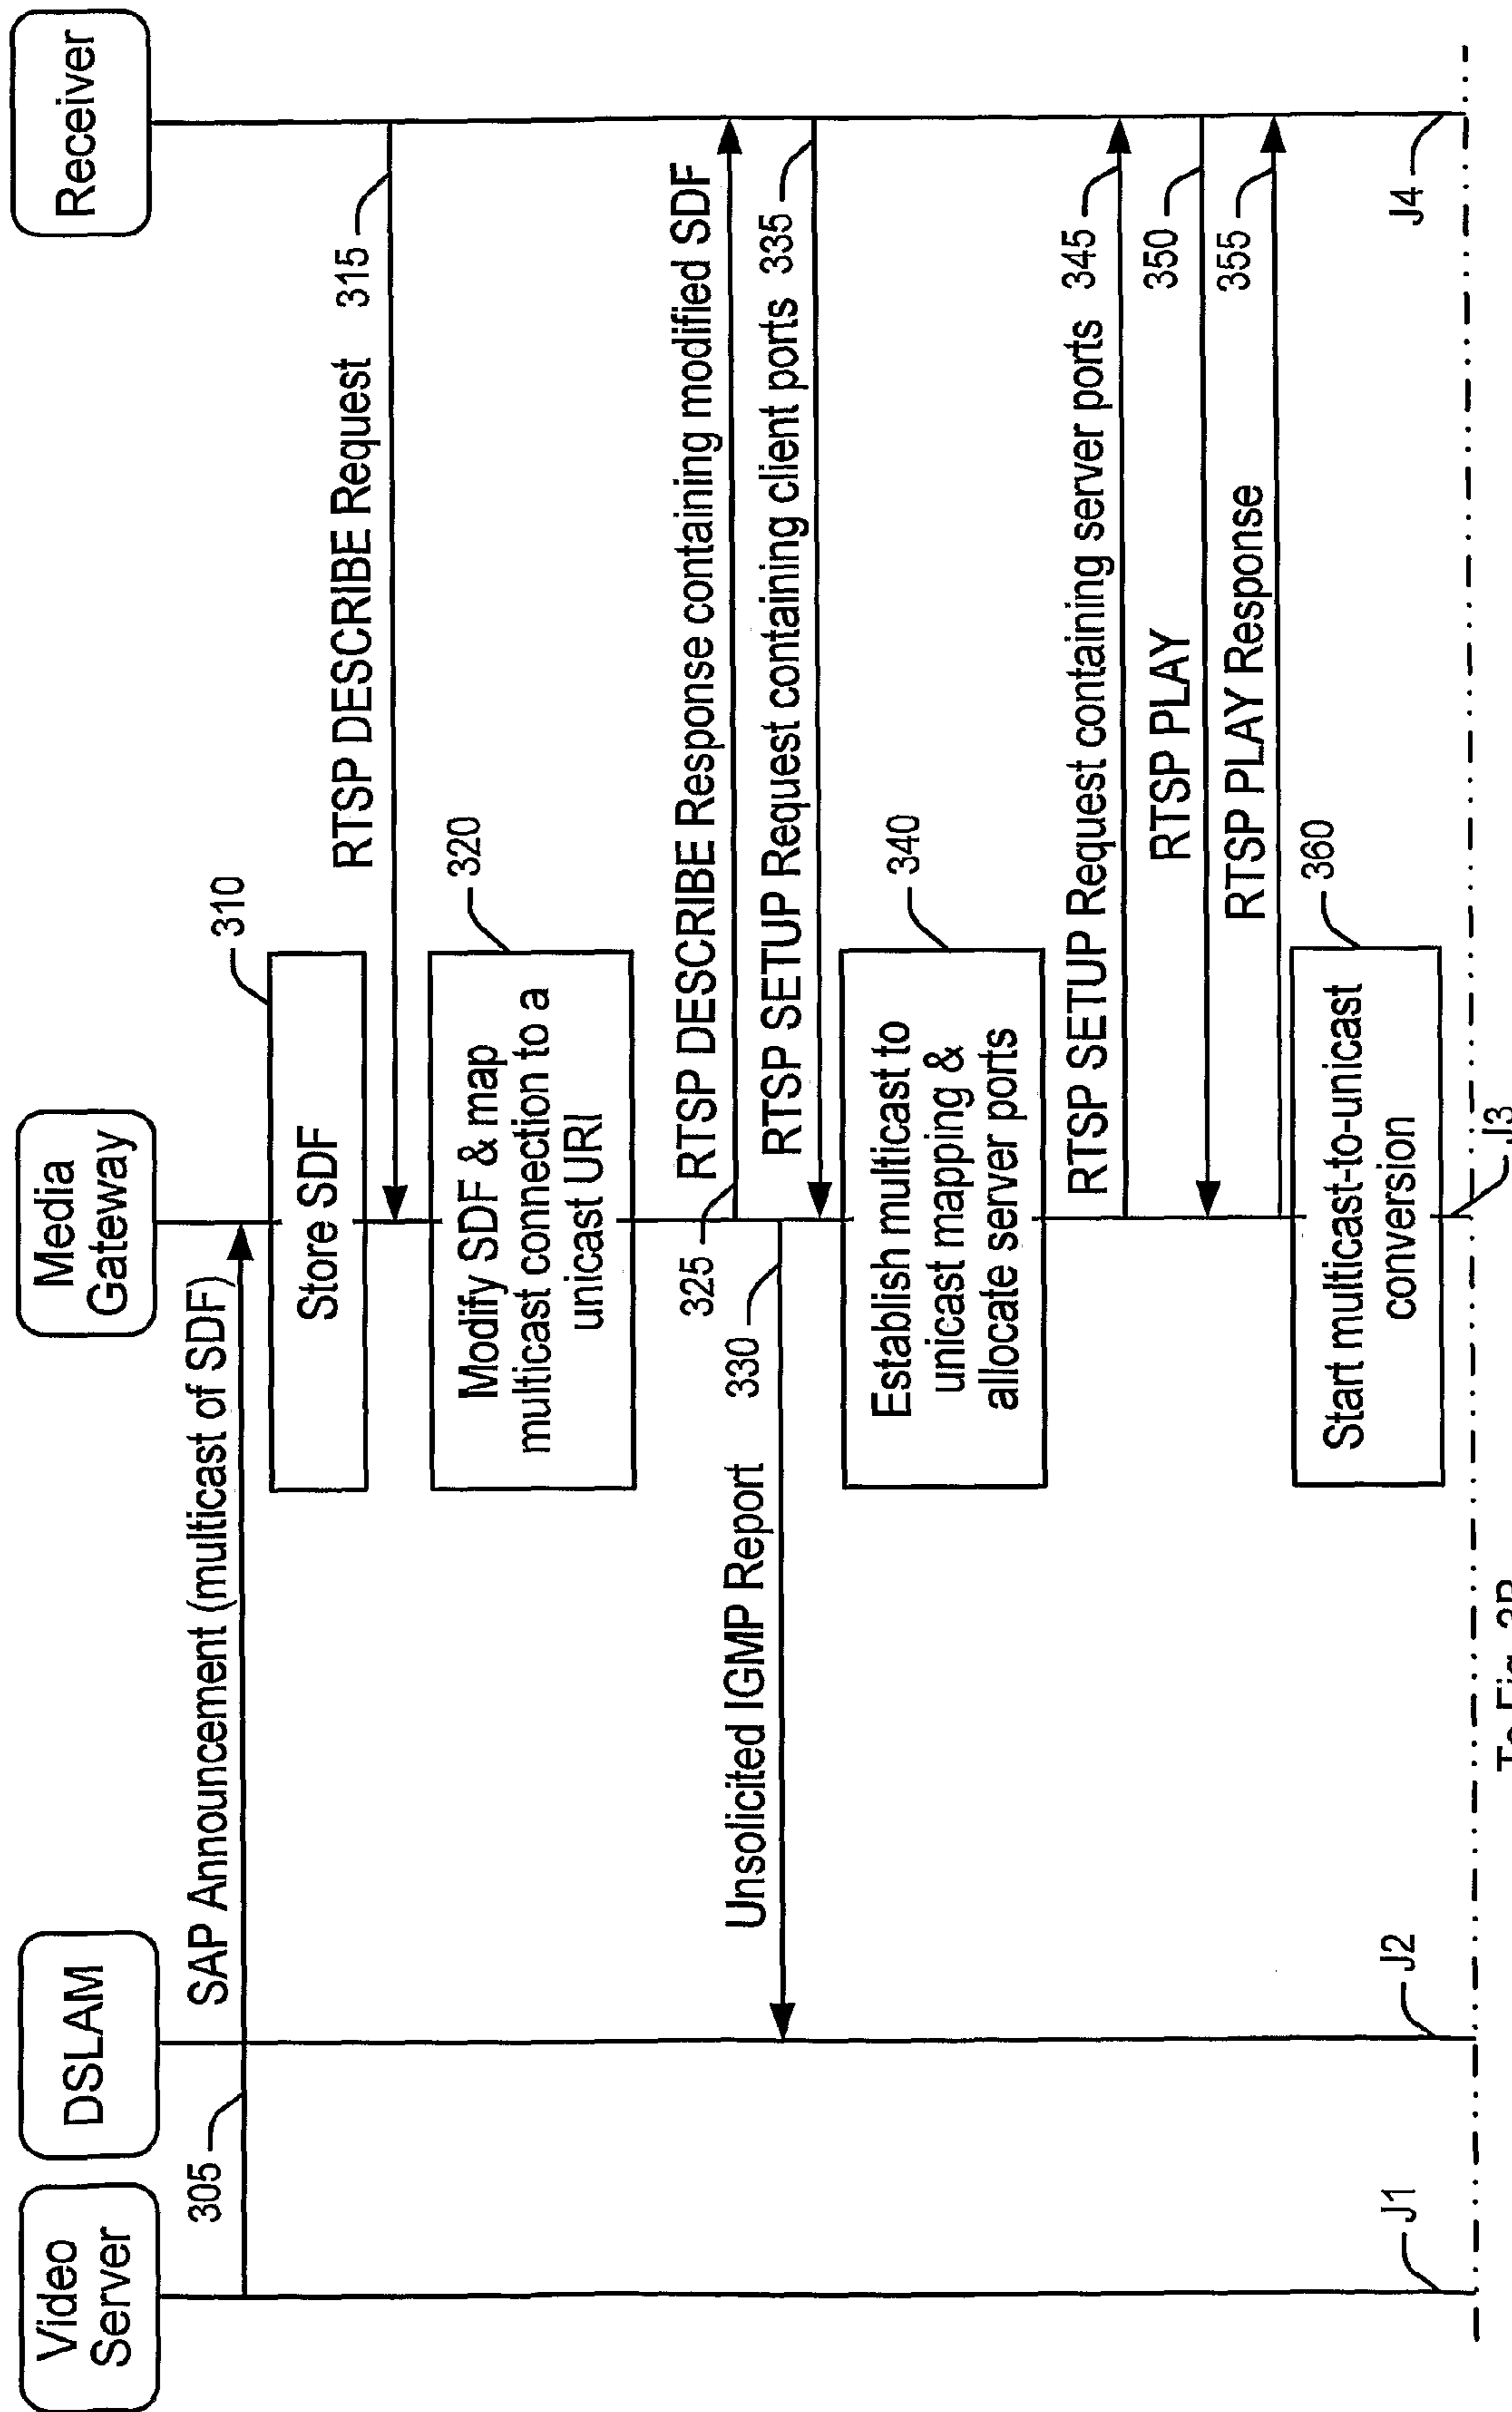 Video
Server
DSLAM
Media
Gateway
Receiver
305
SAP Announcement (multicast of SDF)
310
Store SDF
RTSP DESCRIBE Request
315
320
Modify SDF & map
multicast connection to a
unicast URI
325
RTSP DESCRIBE Response containing modified SDF
Unsolicited IGMP Report
330
RTSP SETUP Request containing client ports
335
340
Establish multicast to
unicast mapping &
allocate server ports
RTSP SETUP Request containing server ports
345
RTSP PLAY
350
RTSP PLAY Response
355
360
Start multicast-to-unicast
conversion
J1
J2
J3
J4